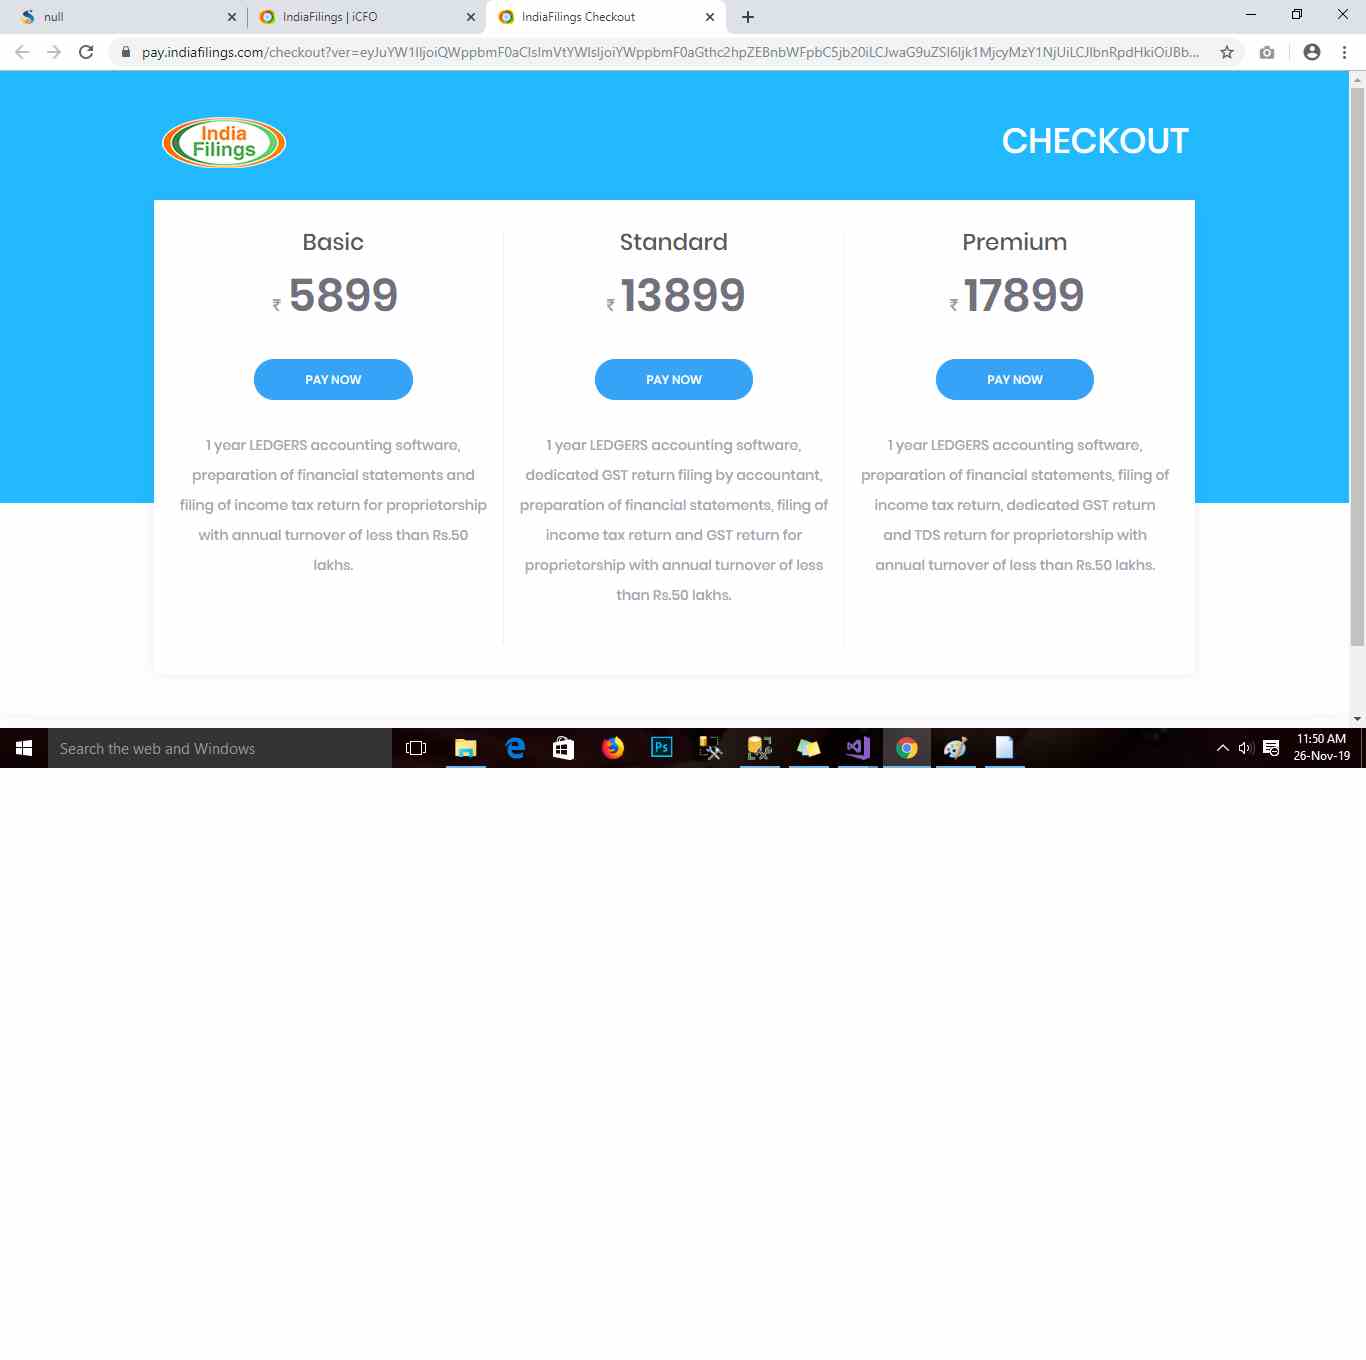 null
IndiaFilings | iCFO
IndiaFilings Checkout
India
Filings
CHECKOUT
Basic
₹ 5899
PAY NOW
1 year LEDGERS accounting software,
preparation of financial statements and
filing of income tax return for proprietorship
with annual turnover of less than Rs.50
lakhs.
Standard
₹ 13899
PAY NOW
1 year LEDGERS accounting software,
dedicated GST return filing by accountant,
preparation of financial statements, filing of
income tax return and GST return for
proprietorship with annual turnover of less
than Rs.50 lakhs.
Premium
₹ 17899
PAY NOW
1 year LEDGERS accounting software,
preparation of financial statements, filing of
income tax return, dedicated GST return
and TDS return for proprietorship with
annual turnover of less than Rs.50 lakhs.
Search the web and Windows
Ps
11:50 AM
26-Nov-19